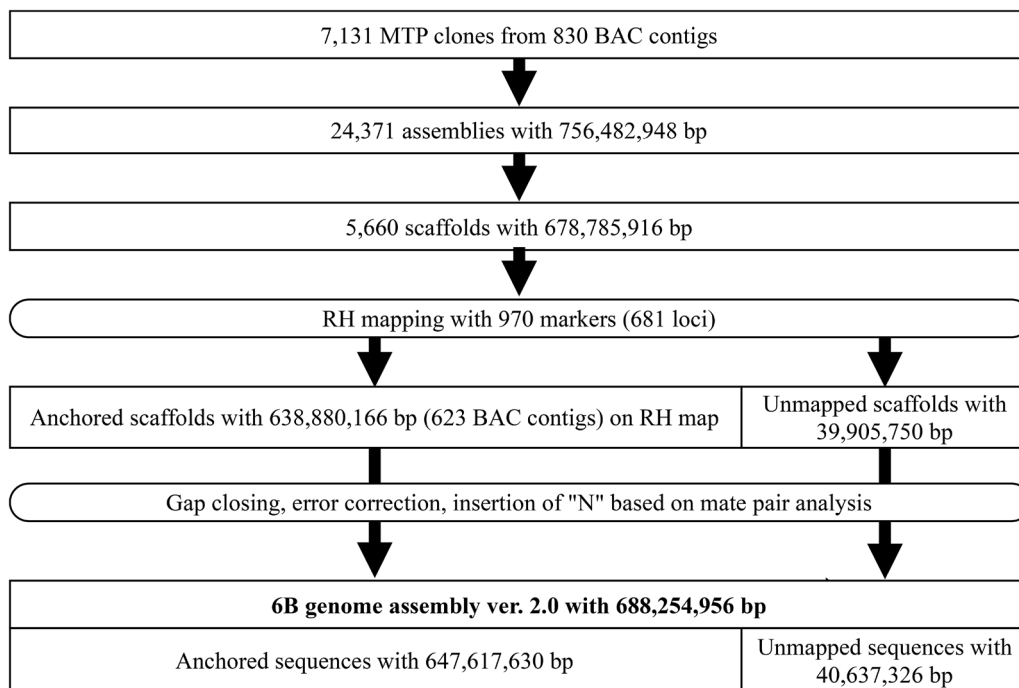 7,131 MTP clones from 830 BAC contigs
24,371 assemblies with 756,482,948 bp
5,660 scaffolds with 678,785,916 bp
RH mapping with 970 markers (681 loci)
Anchored scaffolds with 638,880,166 bp (623 BAC contigs) on RH map
Unmapped scaffolds with
39,905,750 bp
Gap closing, error correction, insertion of "N" based on mate pair analysis
6B genome assembly ver. 2.0 with 688,254,956 bp
Anchored sequences with 647,617,630 bp
Unmapped sequences with
40,637,326 bp